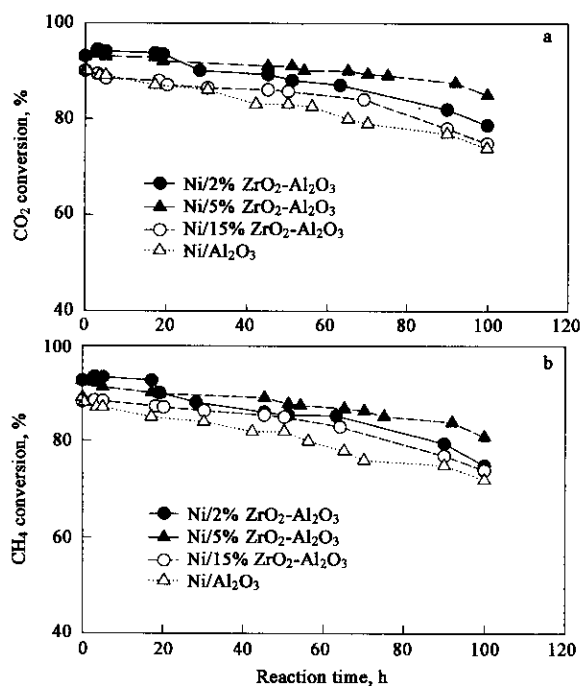 a
100
80
60
40
CO₂ conversion, %
Ni/2% ZrO₂-Al₂O₃
Ni/5% ZrO₂-Al₂O₃
Ni/15% ZrO₂-Al₂O₃
Ni/Al₂O₃
0 20 40 60 80 100 120
b
100
80
60
40
CH₄ conversion, %
Ni/2% ZrO₂-Al₂O₃
Ni/5% ZrO₂-Al₂O₃
Ni/15% ZrO₂-Al₂O₃
Ni/Al₂O₃
0 20 40 60 80 100 120
Reaction time, h